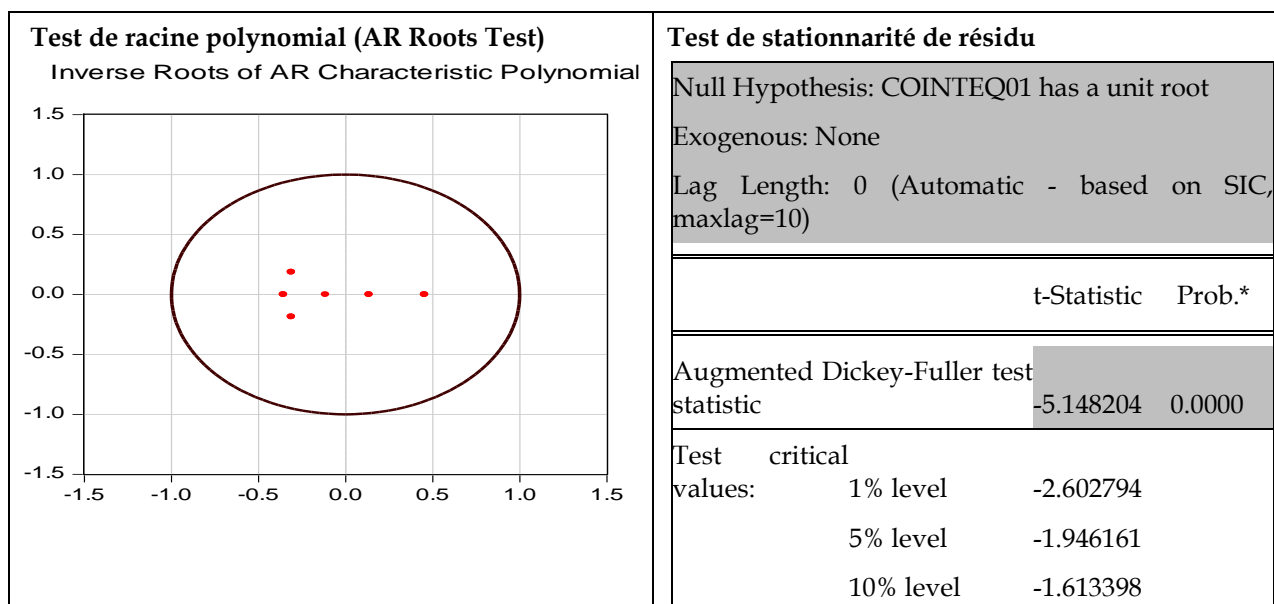 Test de racine polynomial (AR Roots Test)
Inverse Roots of AR Characteristic Polynomial
1.5
1.0
0.5
0.0
-0.5
-1.0
-1.5
-1.5 -1.0 -0.5 0.0 0.5 1.0 1.5
Test de stationnarité de résidu
Null Hypothesis: COINTEQ01 has a unit root
Exogenous: None
Lag Length: 0 (Automatic - based on SIC,
maxlag=10)
t-Statistic Prob.*
Augmented Dickey-Fuller test
statistic -5.148204 0.0000
Test critical
values: 1% level -2.602794
5% level -1.946161
10% level -1.613398